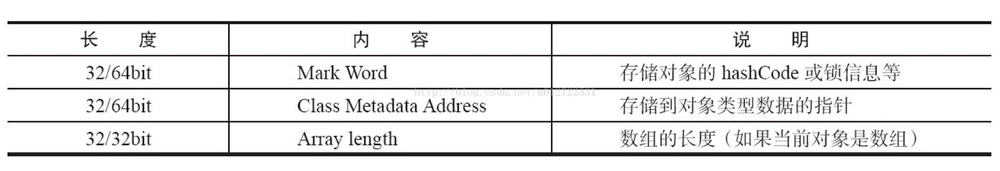 长 度 内 容 说 明
32/64bit Mark Word 存储对象的 hashCode 或锁信息等
http://blog.csdn.net/u012722531
32/64bit Class Metadata Address 存储到对象类型数据的指针
32/32bit Array length 数组的长度（如果当前对象是数组）